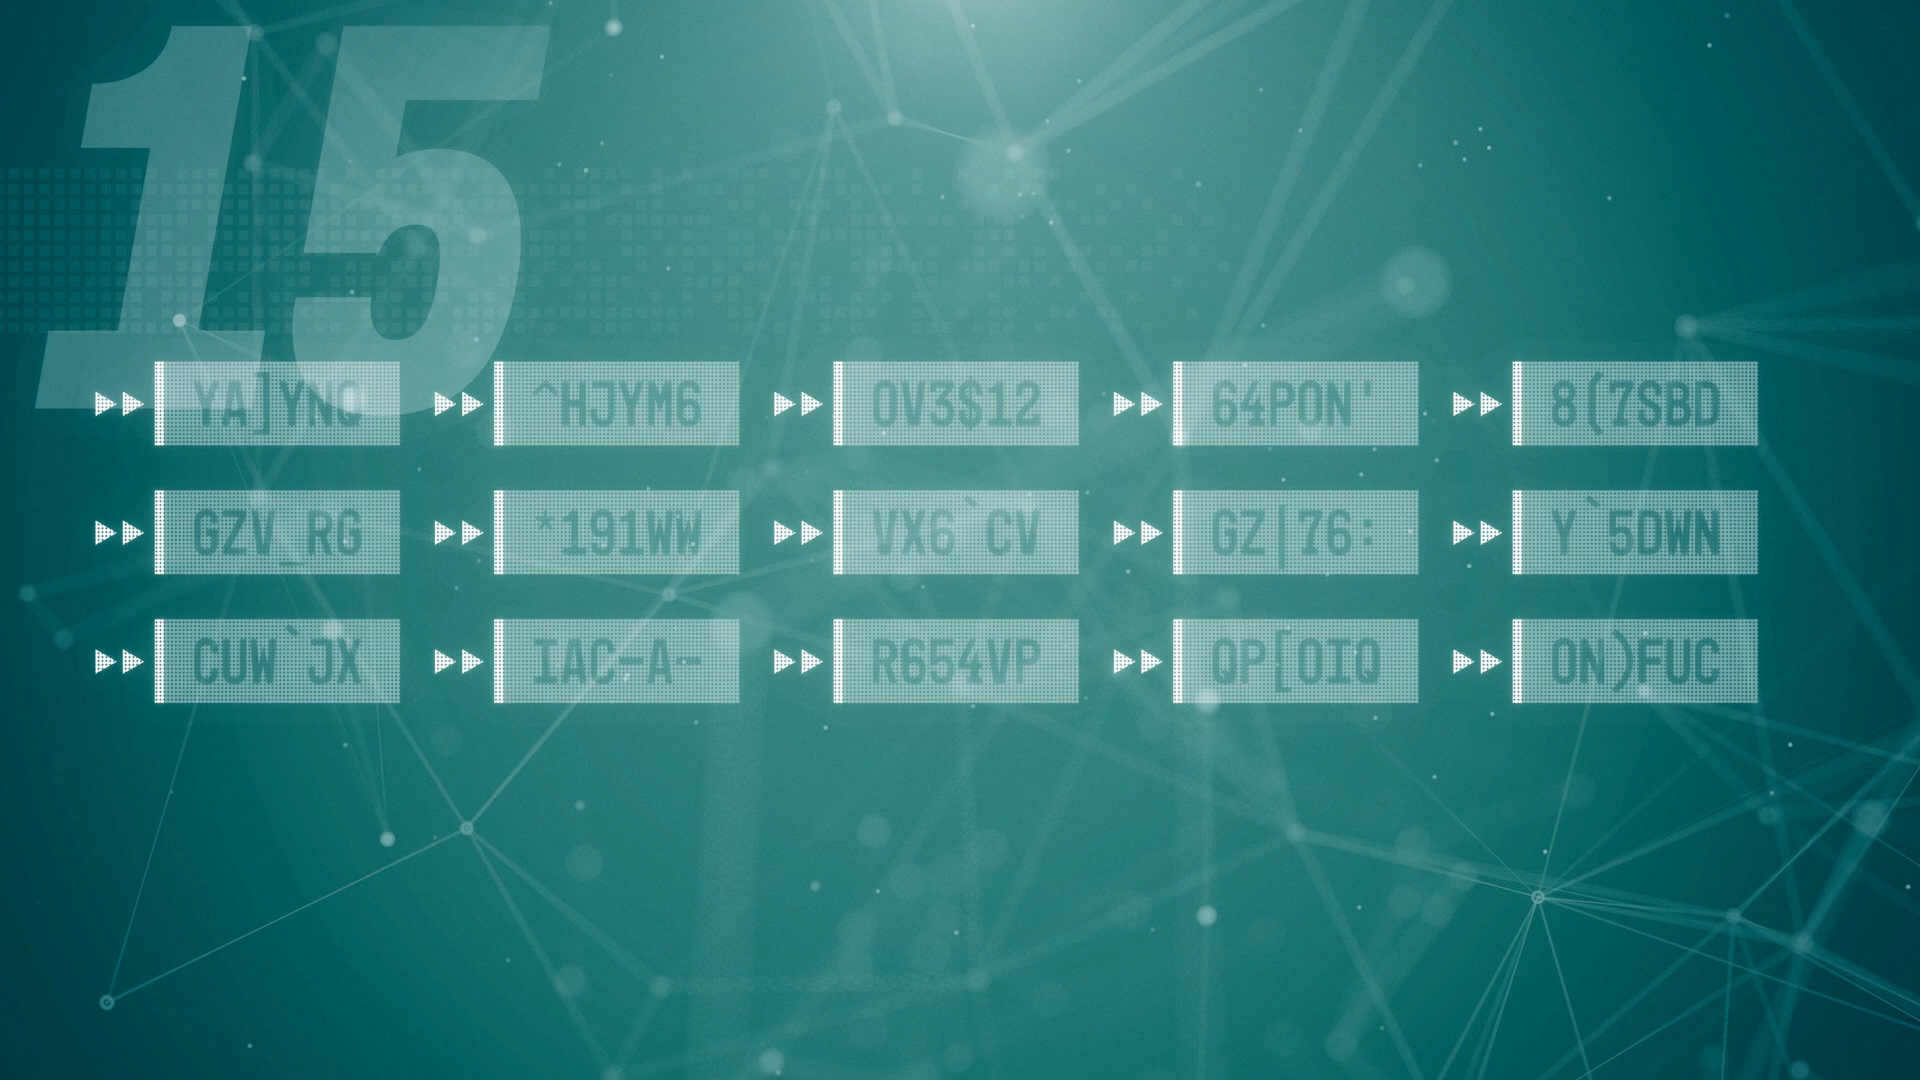 15
YA]YNQ ^HJYM6 0V3$12 64PON' 8(7SBD
GZV_RG *191WW VX6`CV GZ|76: Y`5DWN
CUW`JX IAC-A- R654VP QP[OIQ ON)FUC